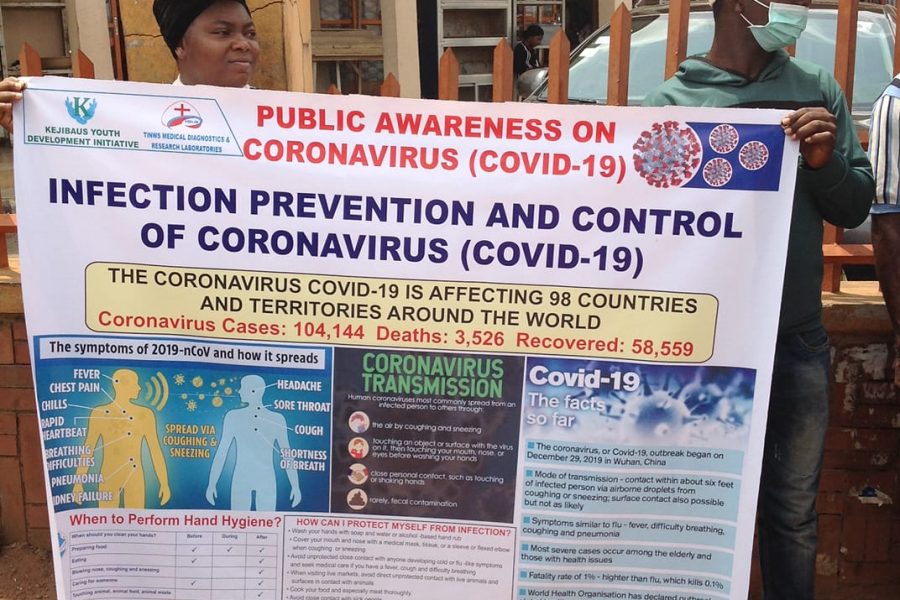 KEJIBAUS YOUTH
DEVELOPMENT INITIATIVE
TINWS MEDICAL DIAGNOSTICS &
RESEARCH LABORATORIES
PUBLIC AWARENESS ON
CORONAVIRUS (COVID-19)
INFECTION PREVENTION AND CONTROL
OF CORONAVIRUS (COVID-19)
THE CORONAVIRUS COVID-19 IS AFFECTING 98 COUNTRIES
AND TERRITORIES AROUND THE WORLD
Coronavirus Cases: 104,144 Deaths: 3,526 Recovered: 58,559
The symptoms of 2019-nCoV and how it spreads
FEVER
CHEST PAIN
CHILLS
RAPID
HEARTBEAT
BREATHING
DIFFICULTIES
PNEUMONIA
KIDNEY FAILURE
SPREAD VIA
COUGHING &
SNEEZING
HEADACHE
SORE THROAT
COUGH
SHORTNESS
OF BREATH
CORONAVIRUS
TRANSMISSION
Human coronaviruses most commonly spread from an
infected person to others through:
the air by coughing and sneezing
touching an object or surface with the virus
on it, then touching your mouth, nose, or
eyes before washing your hands
close personal contact, such as touching
or shaking hands
rarely, fecal contamination
Covid-19
The facts
so far
The coronavirus, or Covid-19, outbreak began on
December 29, 2019 in Wuhan, China
Mode of transmission - contact within about six feet
of infected person via airborne droplets from
coughing or sneezing; surface contact also possible
but not as likely
Symptoms similar to flu - fever, difficulty breathing,
coughing and pneumonia
Most severe cases occur among the elderly and
those with health issues
Fatality rate of 1% - higher than flu, which kills 0.1%
World Health Organisation has declared
When to Perform Hand Hygiene?
When should you clean your hands? Before During After
Preparing food ✓ ✓ ✓
Eating ✓ ✓
Blowing nose, coughing and sneezing ✓
Caring for someone ✓ ✓
Touching animal, animal feed, animal waste ✓
HOW CAN I PROTECT MYSELF FROM INFECTION?
• Wash your hands with soap and water or alcohol-based hand rub
• Cover your mouth and nose with a medical mask, tissue, or a sleeve or flexed elbow
when coughing or sneezing
• Avoid unprotected close contact with anyone developing cold or flu-like symptoms
and seek medical care if you have a fever, cough and difficulty breathing
• When visiting live markets, avoid direct unprotected contact with live animals and
surfaces in contact with animals
• Cook your food and especially meat thoroughly.
• Avoid close contact with sick people